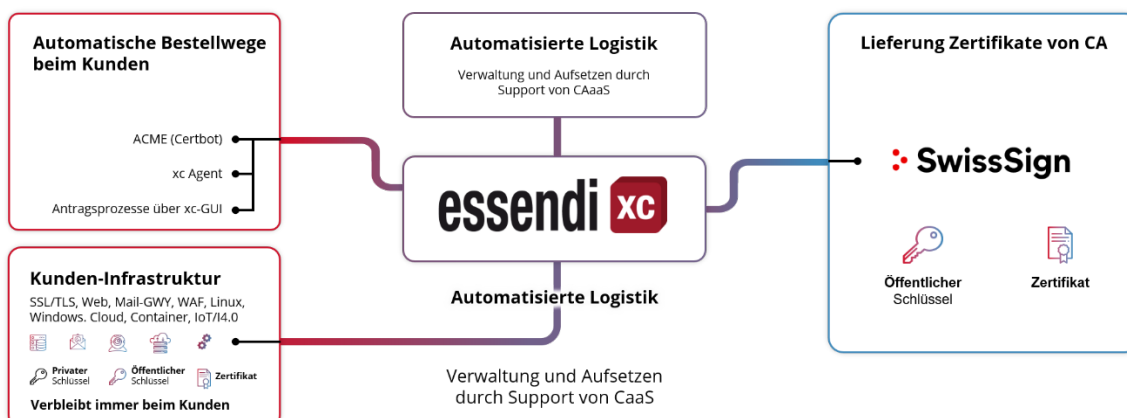 Automatische Bestellwege
beim Kunden
ACME (Certbot)
xc Agent
Antragsprozesse über xc-GUI
Kunden-Infrastruktur
SSL/TLS, Web, Mail-GWY, WAF, Linux,
Windows. Cloud, Container, IoT/I4.0
Privater
Schlüssel
Öffentlicher
Schlüssel
Zertifikat
Verbleibt immer beim Kunden
Automatisierte Logistik
Verwaltung und Aufsetzen durch
Support von CAaaS
essendi xc
Automatisierte Logistik
Verwaltung und Aufsetzen
durch Support von CaaS
Lieferung Zertifikate von CA
SwissSign
Öffentlicher
Schlüssel
Zertifikat